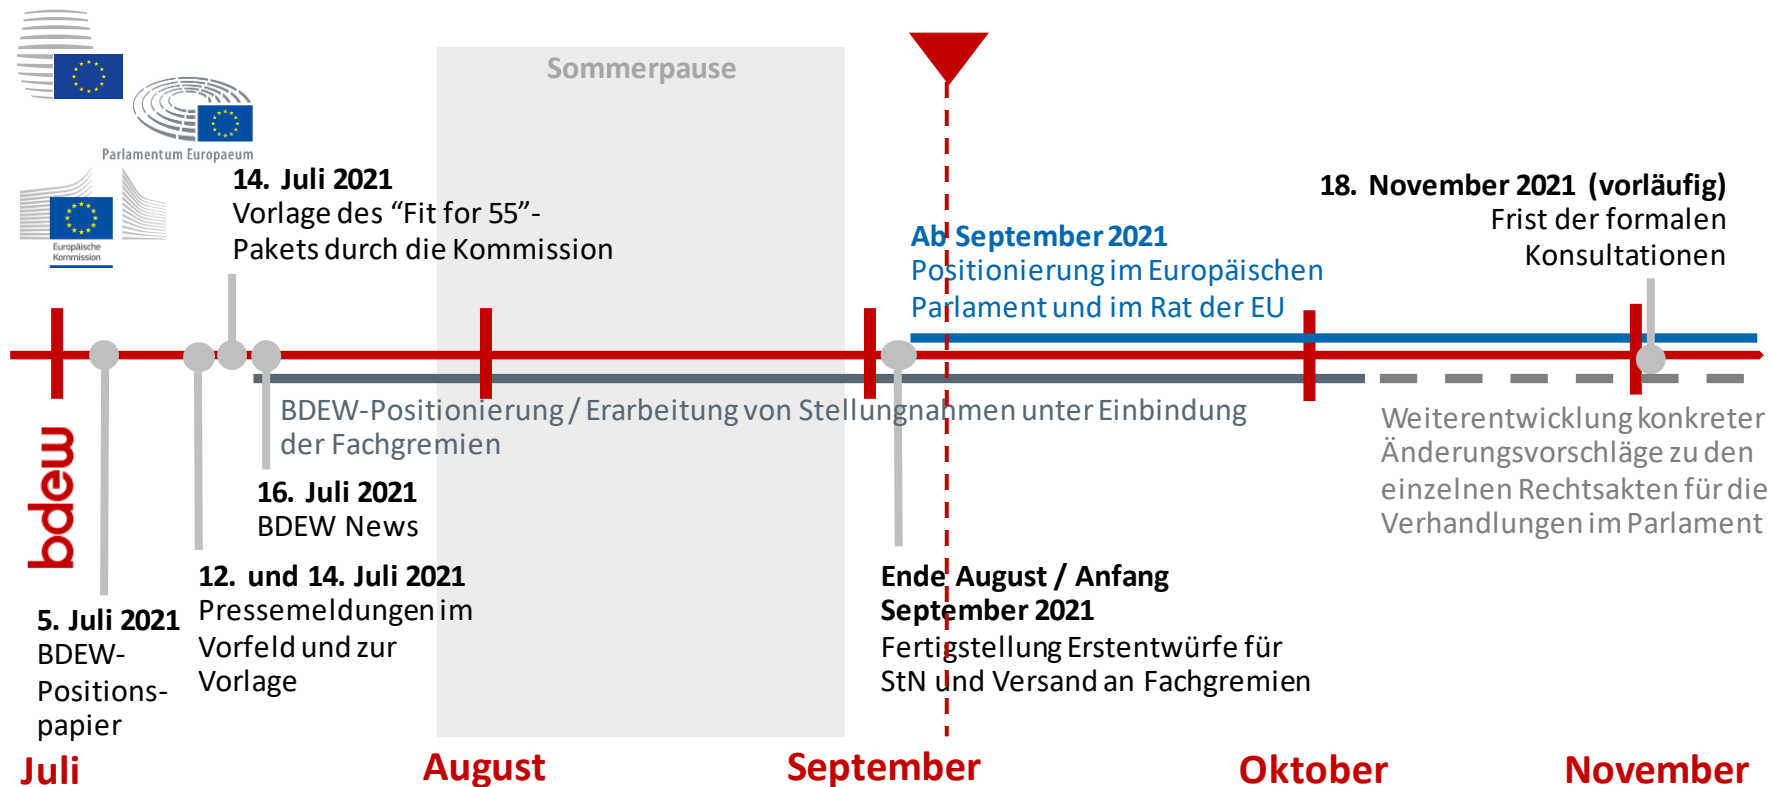 Sommerpause
Parlamentum Europaeum
Europäische
Kommission
14. Juli 2021
Vorlage des “Fit for 55”-
Pakets durch die Kommission
Ab September 2021
Positionierung im Europäischen
Parlament und im Rat der EU
18. November 2021 (vorläufig)
Frist der formalen
Konsultationen
bdew
BDEW-Positionierung / Erarbeitung von Stellungnahmen unter Einbindung
der Fachgremien
Weiterentwicklung konkreter
Änderungsvorschläge zu den
einzelnen Rechtsakten für die
Verhandlungen im Parlament
16. Juli 2021
BDEW News
12. und 14. Juli 2021
Pressemeldungen im
Vorfeld und zur
Vorlage
5. Juli 2021
BDEW-
Positions-
papier
Ende August / Anfang
September 2021
Fertigstellung Erstentwürfe für
StN und Versand an Fachgremien
Juli
August
September
Oktober
November